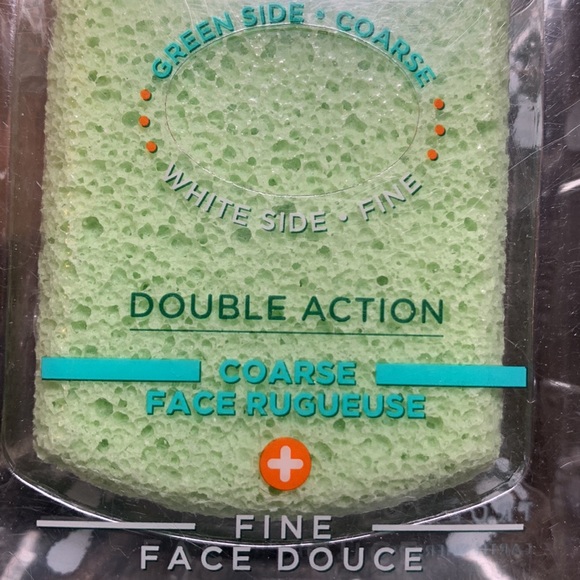 GREEN SIDE • COARSE
WHITE SIDE • FINE
DOUBLE ACTION
COARSE
FACE RUGUEUSE
FINE
FACE DOUCE